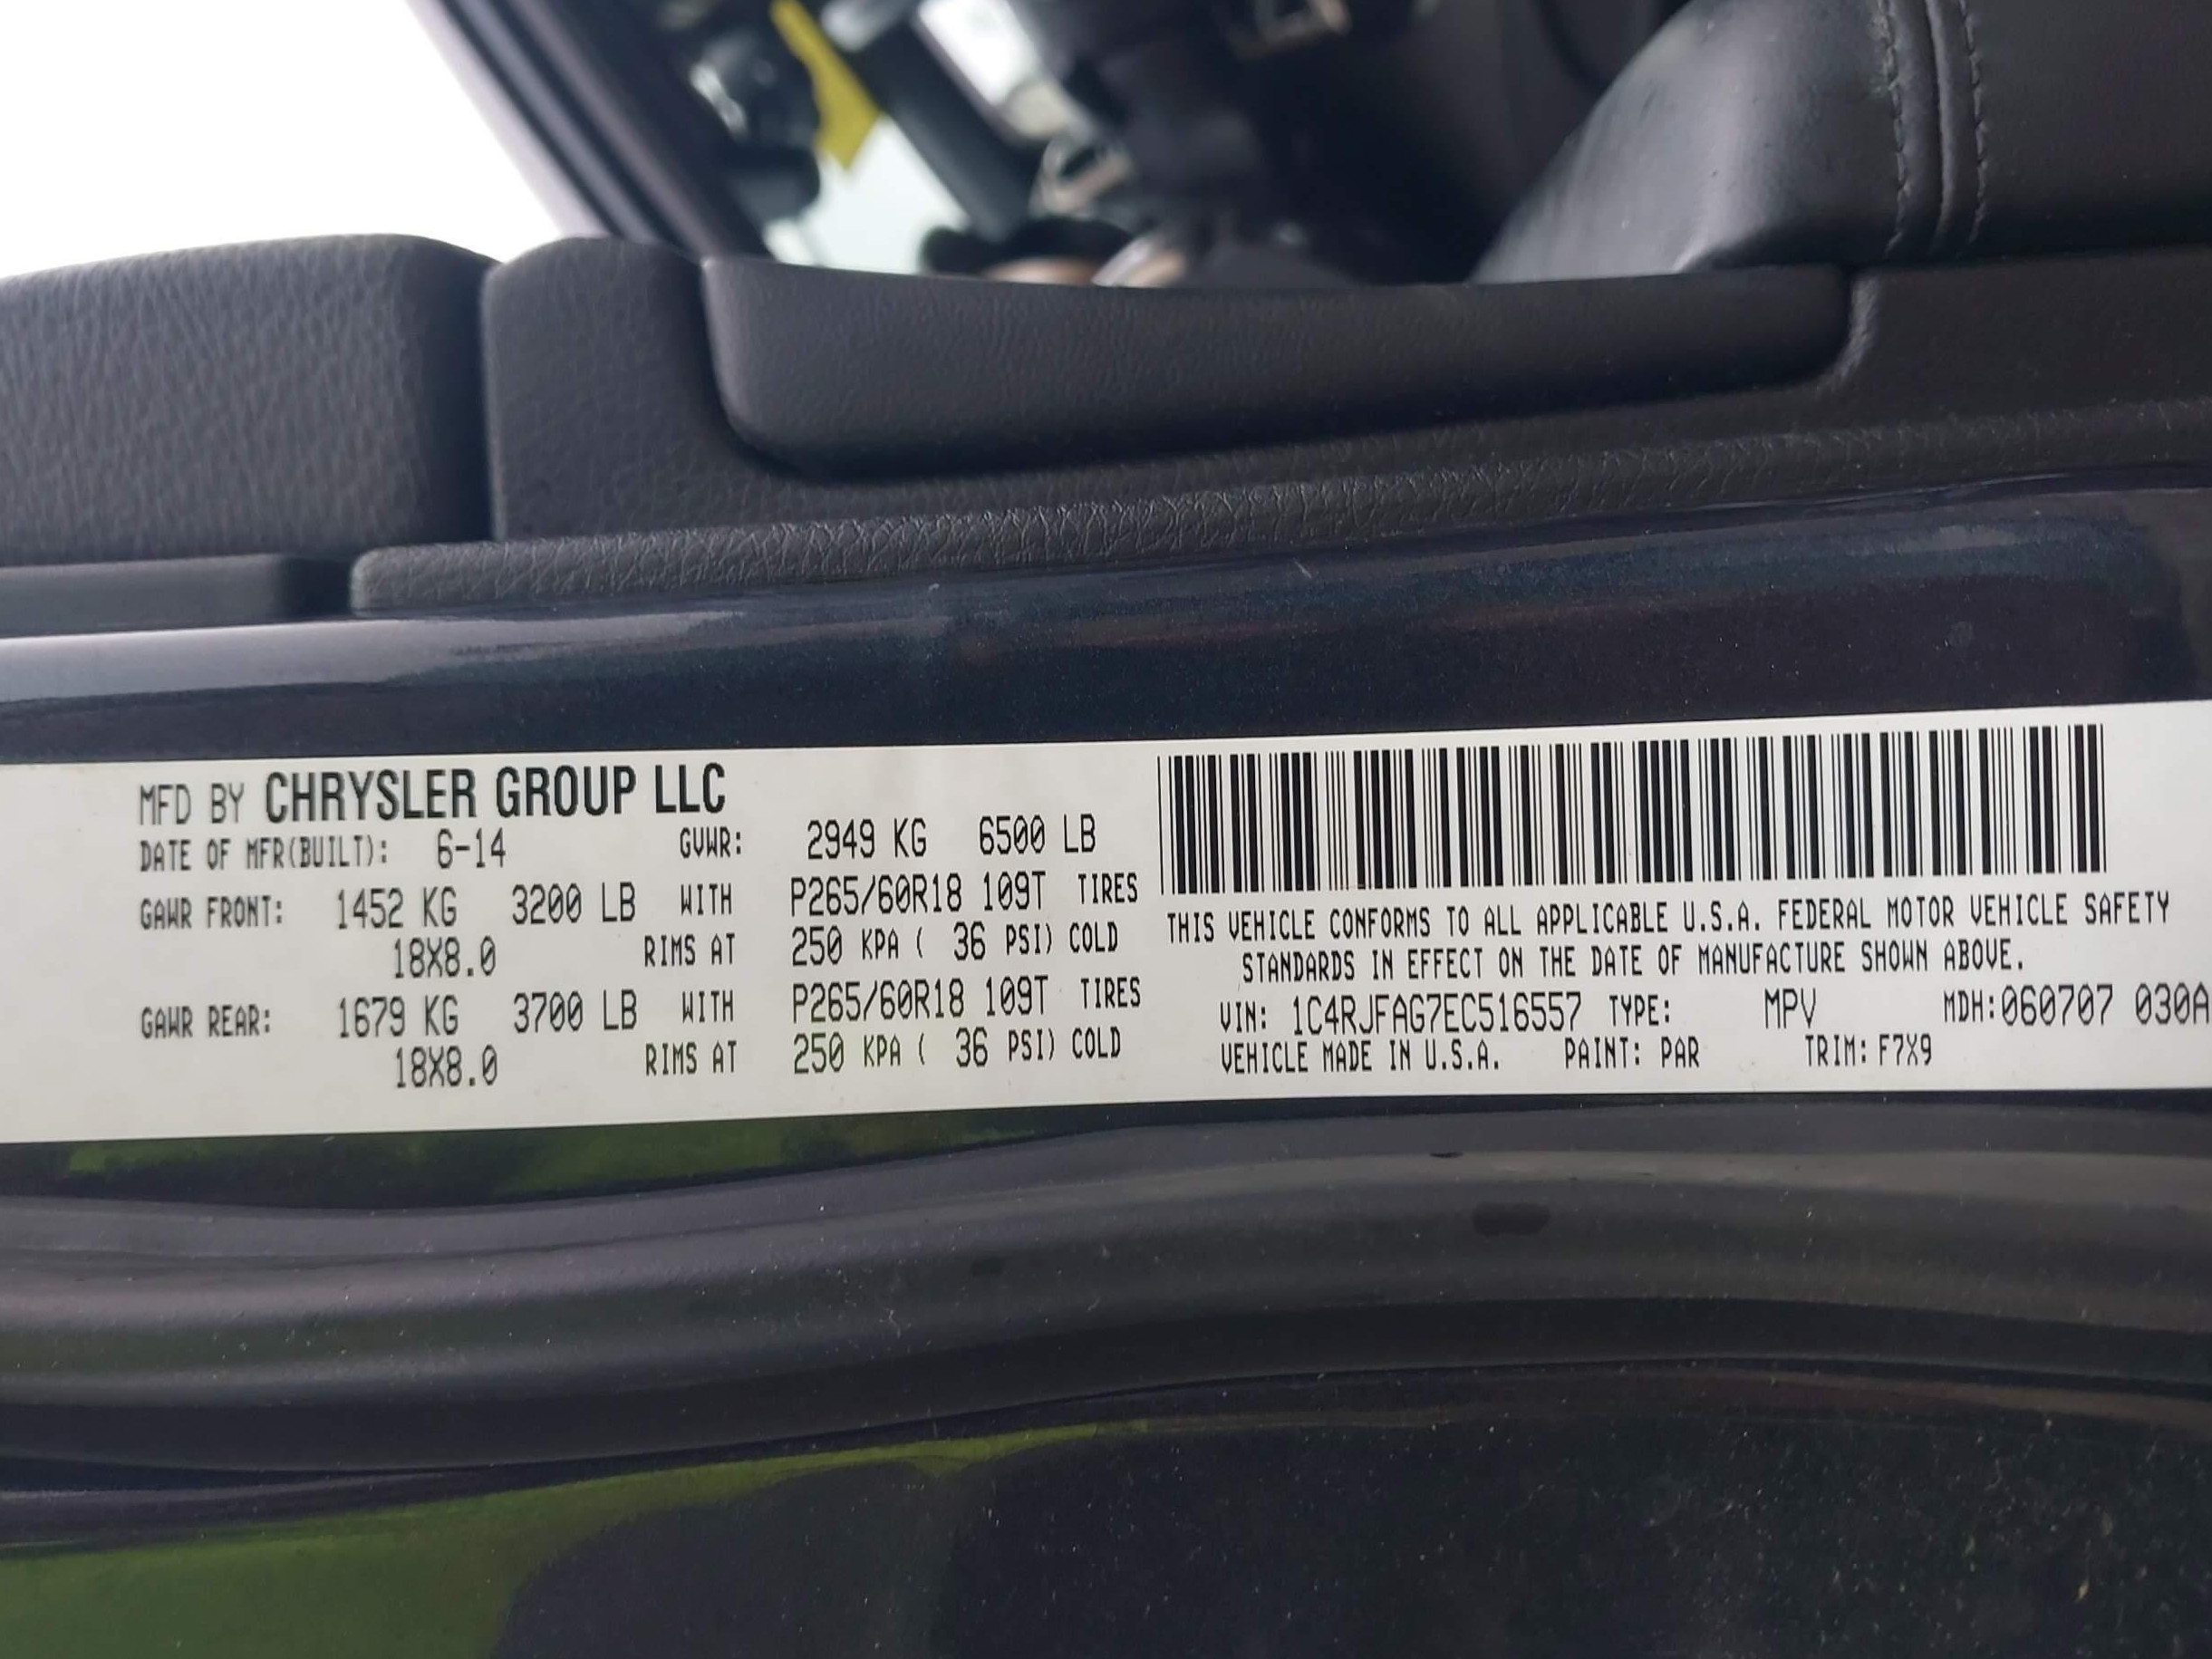 MFD BY CHRYSLER GROUP LLC
DATE OF MFR(BUILT): 6-14 GVWR: 2949 KG 6500 LB
GAWR FRONT: 1452 KG 3200 LB WITH P265/60R18 109T TIRES
18X8.0 RIMS AT 250 KPA ( 36 PSI) COLD
GAWR REAR: 1679 KG 3700 LB WITH P265/60R18 109T TIRES
18X8.0 RIMS AT 250 KPA ( 36 PSI) COLD
THIS VEHICLE CONFORMS TO ALL APPLICABLE U.S.A. FEDERAL MOTOR VEHICLE SAFETY
STANDARDS IN EFFECT ON THE DATE OF MANUFACTURE SHOWN ABOVE.
VIN: 1C4RJFAG7EC516557 TYPE: MPV MDH:060707 030A
VEHICLE MADE IN U.S.A. PAINT: PAR TRIM: F7X9